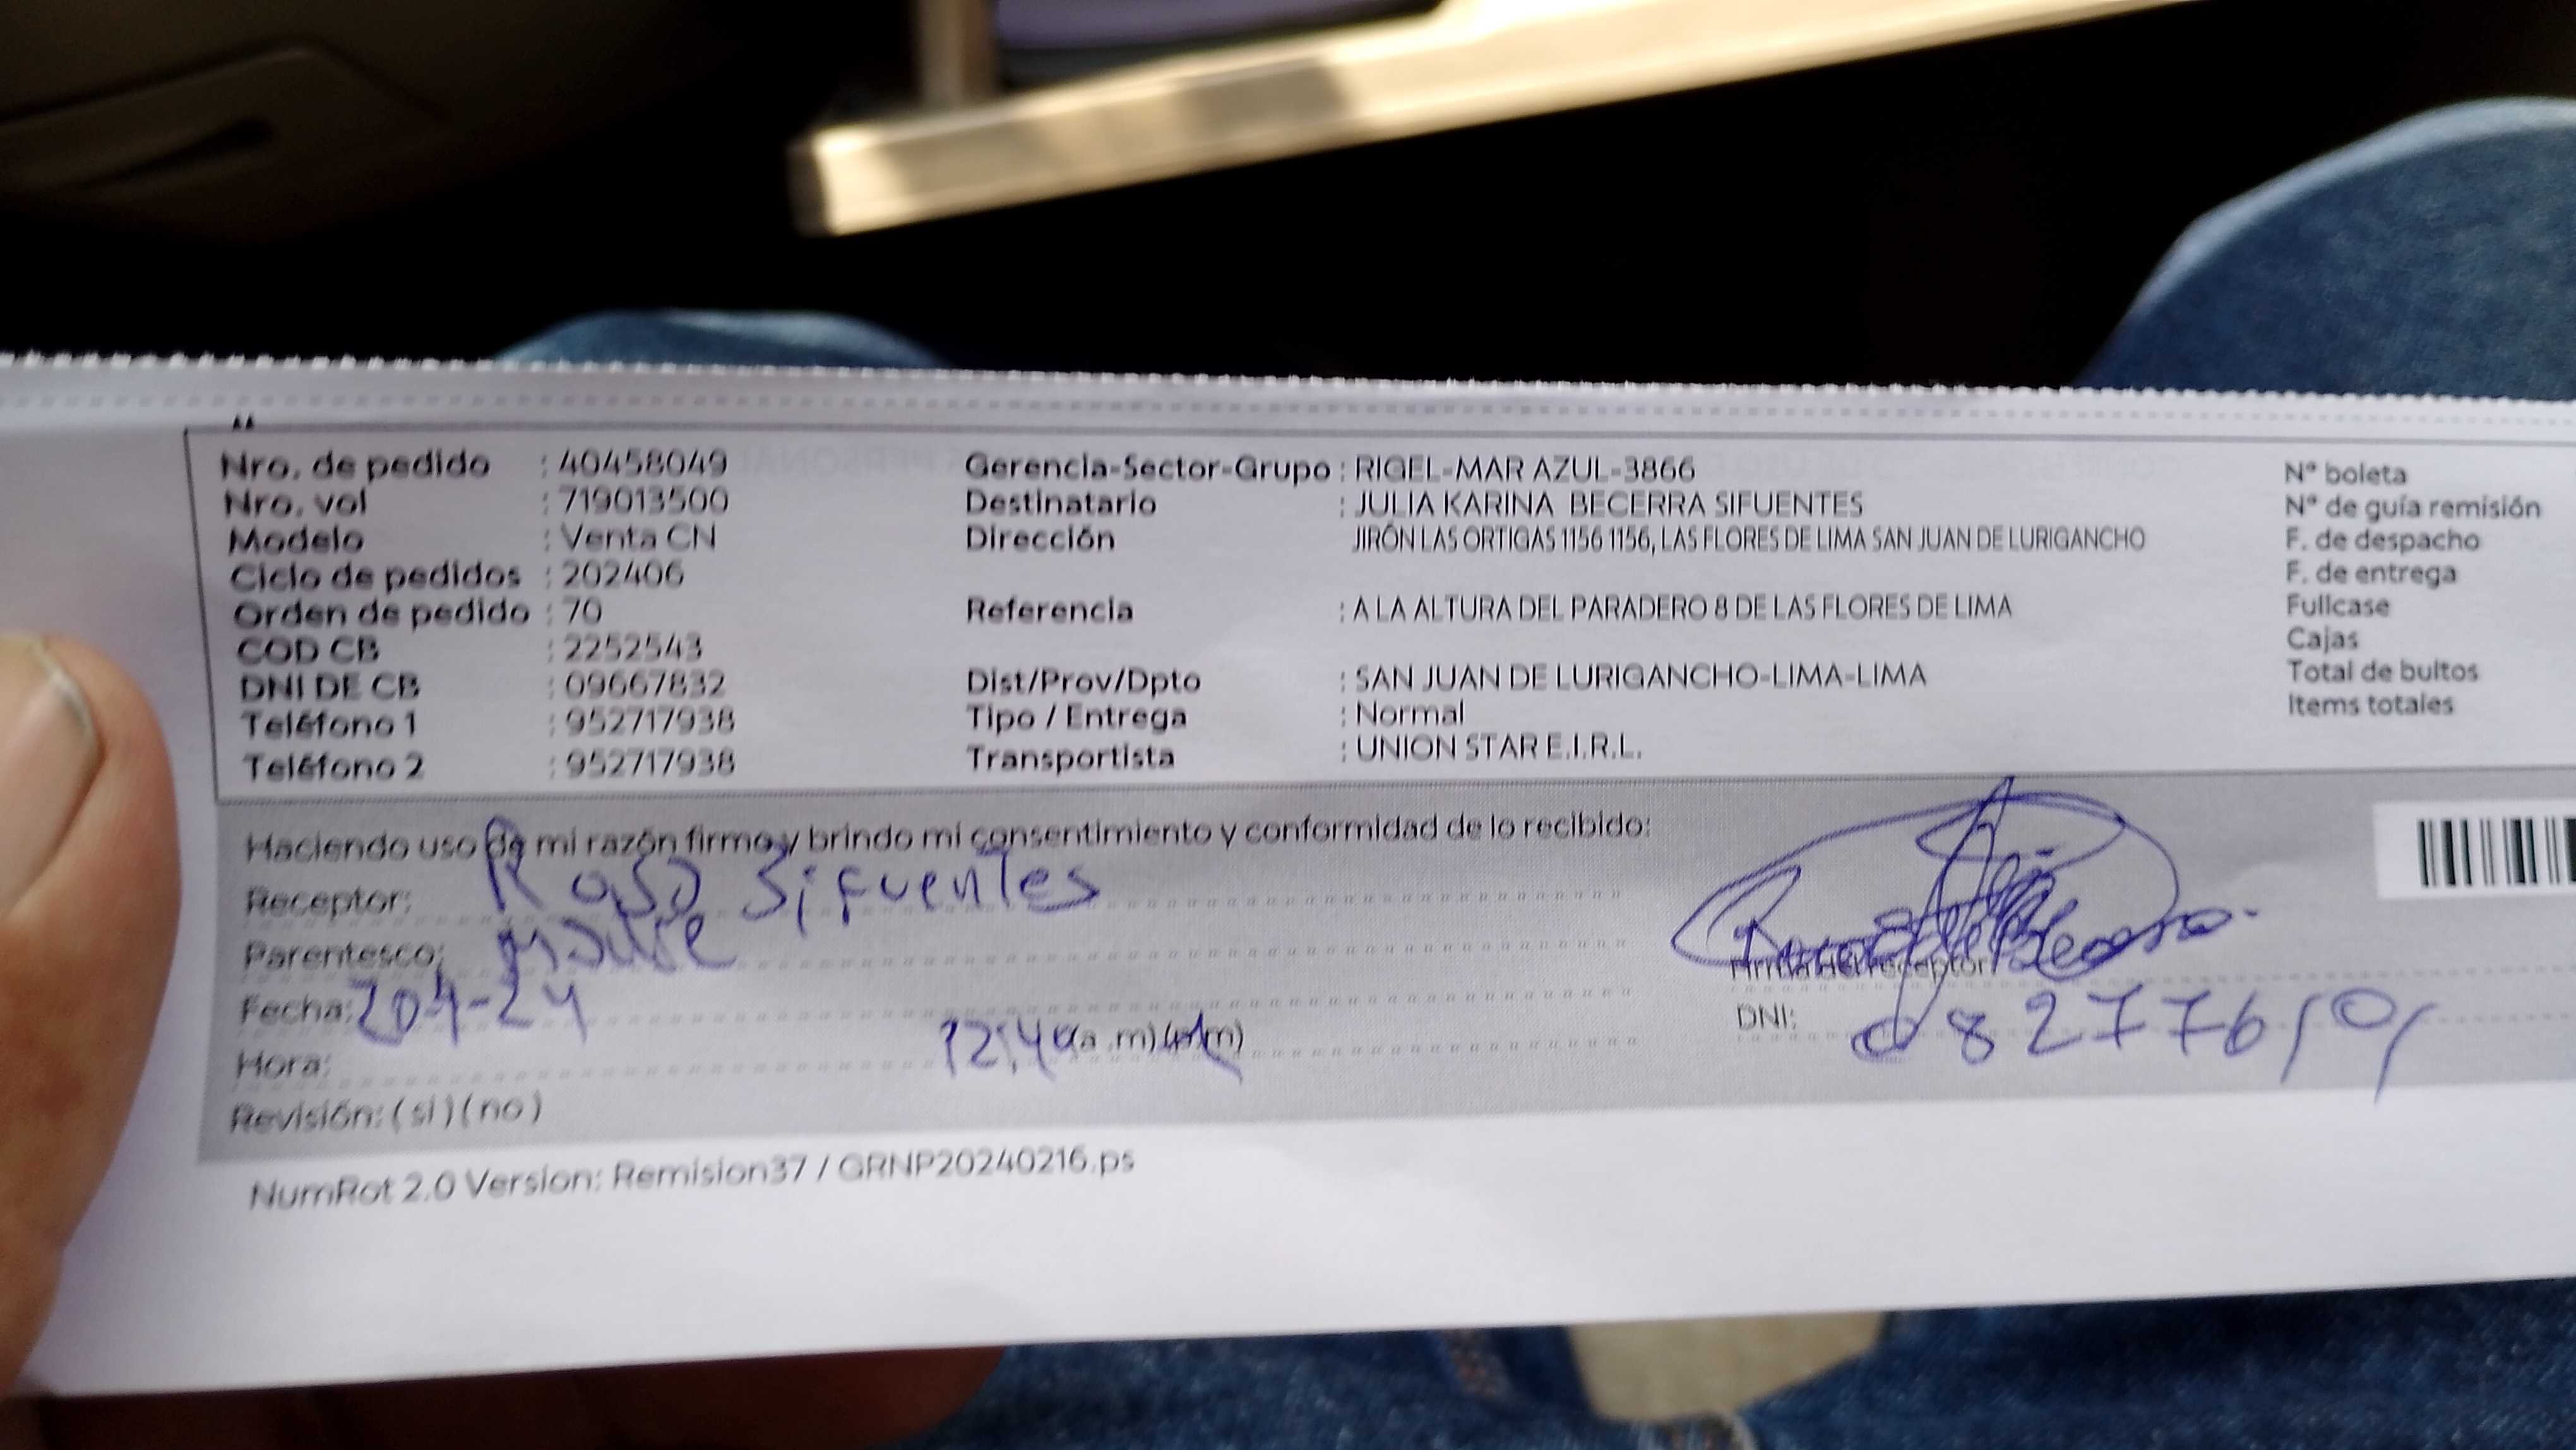 Nro. de pedido : 40458049 Gerencia-Sector-Grupo : RIGEL-MAR AZUL-3866 N° boleta
Nro. vol : 719013500 Destinatario : JULIA KARINA BECERRA SIFUENTES N° de guía remisión
Modelo : Venta CN Dirección JIRÓN LAS ORTIGAS 1156 1156, LAS FLORES DE LIMA SAN JUAN DE LURIGANCHO F. de despacho
Ciclo de pedidos : 202406 F. de entrega
Orden de pedido : 70 Referencia : A LA ALTURA DEL PARADERO 8 DE LAS FLORES DE LIMA Fullcase
COD CB : 2252543 Cajas
DNI DE CB : 09667832 Dist/Prov/Dpto : SAN JUAN DE LURIGANCHO-LIMA-LIMA Total de bultos
Teléfono 1 : 952717938 Tipo / Entrega : Normal Items totales
Teléfono 2 : 952717938 Transportista : UNION STAR E.I.R.L.
Haciendo uso de mi razón firmo y brindo mi consentimiento y conformidad de lo recibido:
Receptor: Rosa Sifuentes
Parentesco: madre
Firma del receptor
Fecha: 204-24
DNI:
Hora: (a .m) (p.m)
Revisión: ( si ) ( no )
NumRot 2.0 Version: Remision37 / GRNP20240216.ps